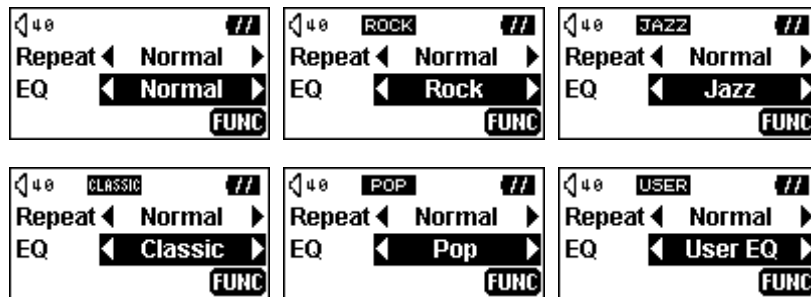 40
Repeat Normal
EQ Normal
FUNC
40 ROCK
Repeat Normal
EQ Rock
FUNC
40 JAZZ
Repeat Normal
EQ Jazz
FUNC
40 CLASSIC
Repeat Normal
EQ Classic
FUNC
40 POP
Repeat Normal
EQ Pop
FUNC
40 USER
Repeat Normal
EQ User EQ
FUNC